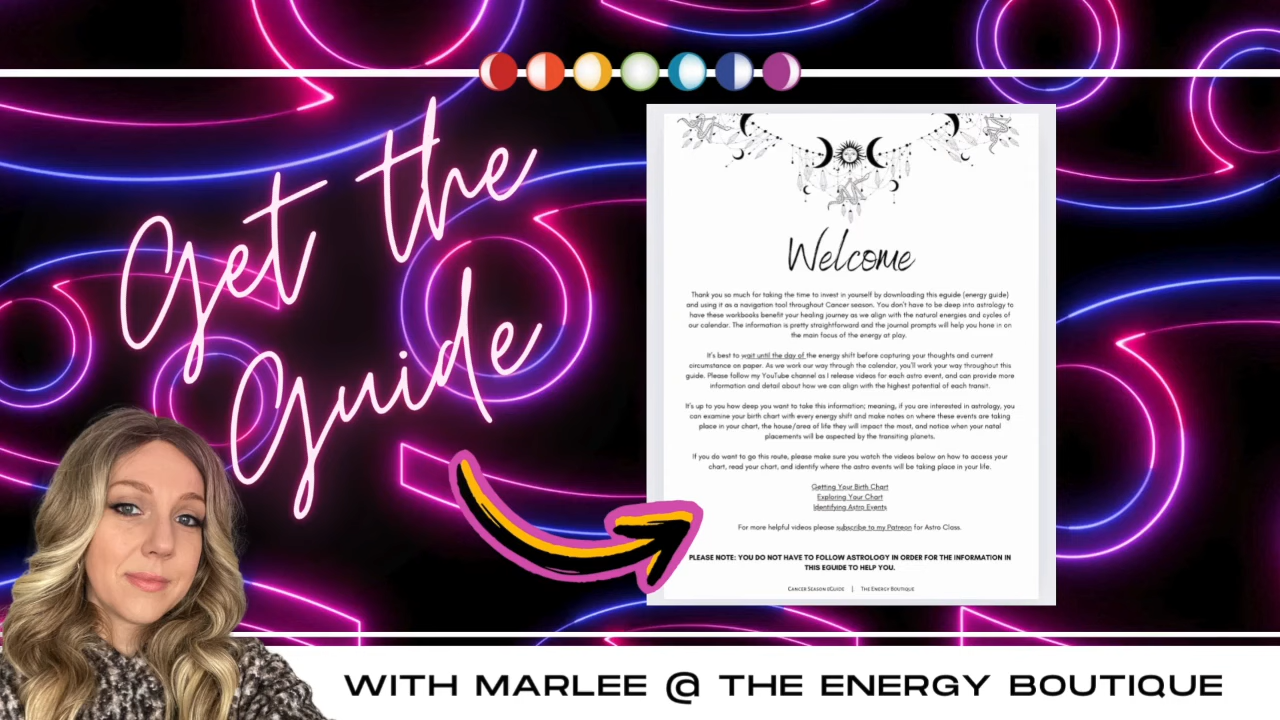 Get the
Guide
Welcome
Thank you so much for taking the time to invest in yourself by downloading this eguide (energy guide)
and using it as a navigation tool throughout Cancer season. You don't have to be deep into astrology to
have these workbooks benefit your healing journey as we align with the natural energies and cycles of
our calendar. The information is pretty straightforward and the journal prompts will help you hone in on
the main focus of the energy at play.
It's best to wait until the day of the energy shift before capturing your thoughts and current
circumstance on paper. As we work our way through the calendar, you'll work your way throughout this
guide. Please follow my YouTube channel as I release videos for each astro event, and can provide more
information and detail about how we can align with the highest potential of each transit.
It's up to you how deep you want to take this information; meaning, if you are interested in astrology, you
can examine your birth chart with every energy shift and make notes on where these events are taking
place in your chart, the house/area of life they will impact the most, and notice when your natal
placements will be aspected by the transiting planets.
If you do want to go this route, please make sure you watch the videos below on how to access your
chart, read your chart, and identify where the astro events will be taking place in your life.
Getting Your Birth Chart
Exploring Your Chart
Identifying Astro Events
For more helpful videos please subscribe to my Patreon for Astro Class.
PLEASE NOTE: YOU DO NOT HAVE TO FOLLOW ASTROLOGY IN ORDER FOR THE INFORMATION IN
THIS EGUIDE TO HELP YOU.
Cancer Season eGuide | The Energy Boutique
WITH MARLEE @ THE ENERGY BOUTIQUE